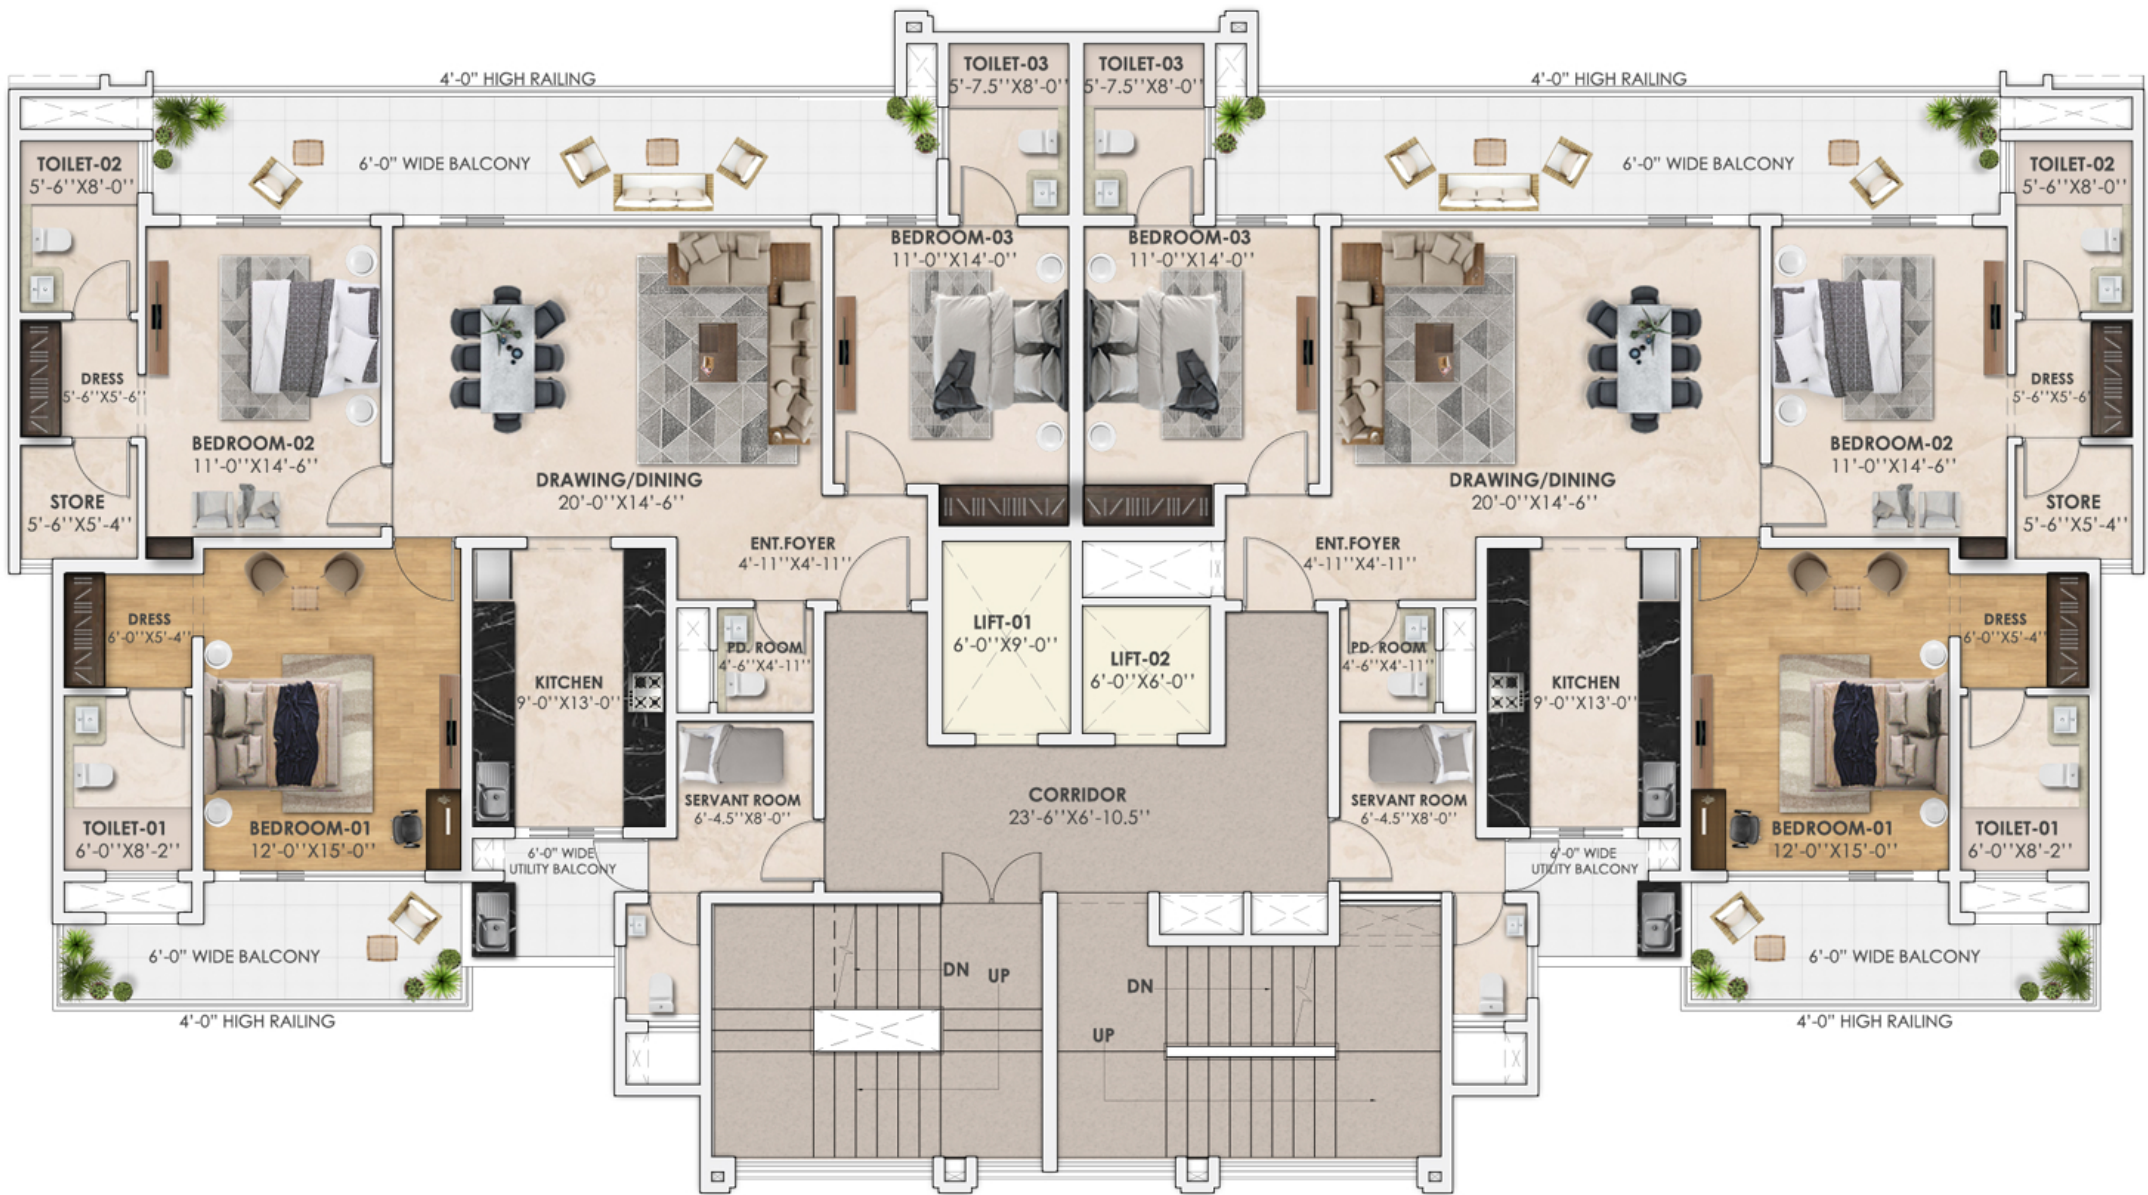 TOILET-03
5'-7.5''X8'-0''
TOILET-03
5'-7.5''X8'-0''
4'-0" HIGH RAILING
4'-0" HIGH RAILING
TOILET-02
5'-6''X8'-0''
6'-0" WIDE BALCONY
6'-0" WIDE BALCONY
TOILET-02
5'-6''X8'-0''
BEDROOM-03
11'-0''X14'-0''
BEDROOM-03
11'-0''X14'-0''
DRESS
5'-6''X5'-6''
DRESS
5'-6''X5'-6'
BEDROOM-02
11'-0''X14'-6''
BEDROOM-02
11'-0''X14'-6''
DRAWING/DINING
20'-0''X14'-6''
DRAWING/DINING
20'-0''X14'-6''
STORE
5'-6''X5'-4''
STORE
5'-6''X5'-4''
ENT.FOYER
4'-11''X4'-11''
ENT.FOYER
4'-11''X4'-11''
DRESS
6'-0''X5'-4''
LIFT-01
6'-0''X9'-0''
LIFT-02
6'-0''X6'-0''
DRESS
6'-0''X5'-4''
PD. ROOM
4'-6''X4'-11''
PD. ROOM
4'-6''X4'-11''
KITCHEN
9'-0''X13'-0''
KITCHEN
9'-0''X13'-0''
SERVANT ROOM
6'-4.5''X8'-0''
CORRIDOR
23'-6''X6'-10.5''
SERVANT ROOM
6'-4.5''X8'-0''
TOILET-01
6'-0''X8'-2''
BEDROOM-01
12'-0''X15'-0''
BEDROOM-01
12'-0''X15'-0''
TOILET-01
6'-0''X8'-2''
6'-0" WIDE
UTILITY BALCONY
6'-0" WIDE
UTILITY BALCONY
6'-0" WIDE BALCONY
6'-0" WIDE BALCONY
DN
UP
DN
UP
4'-0" HIGH RAILING
4'-0" HIGH RAILING